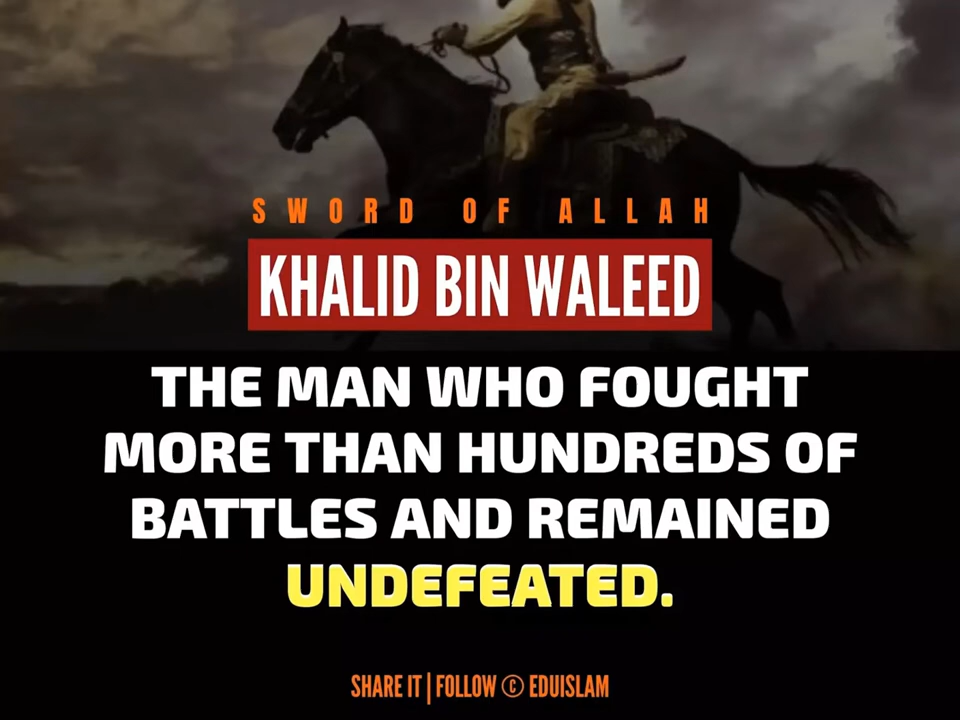 SWORD OF ALLAH
KHALID BIN WALEED
THE MAN WHO FOUGHT
MORE THAN HUNDREDS OF
BATTLES AND REMAINED
UNDEFEATED.
SHARE IT | FOLLOW © EDUISLAM